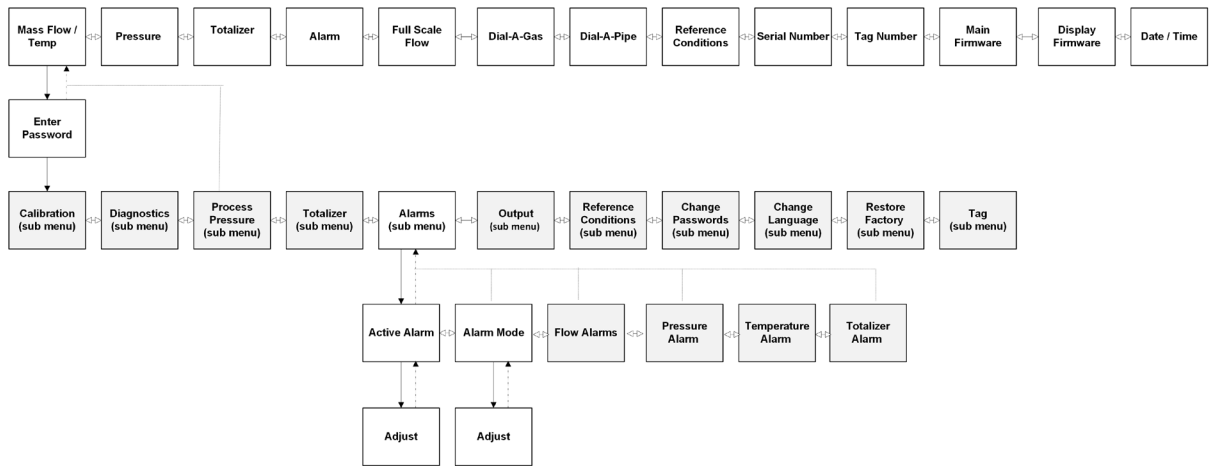 Mass Flow /
Temp
Pressure
Totalizer
Alarm
Full Scale
Flow
Dial-A-Gas
Dial-A-Pipe
Reference
Conditions
Serial Number
Tag Number
Main
Firmware
Display
Firmware
Date / Time
Enter
Password
Calibration
(sub menu)
Diagnostics
(sub menu)
Process
Pressure
(sub menu)
Totalizer
(sub menu)
Alarms
(sub menu)
Output
(sub menu)
Reference
Conditions
(sub menu)
Change
Passwords
(sub menu)
Change
Language
(sub menu)
Restore
Factory
(sub menu)
Tag
(sub menu)
Active Alarm
Alarm Mode
Flow Alarms
Pressure
Alarm
Temperature
Alarm
Totalizer
Alarm
Adjust
Adjust